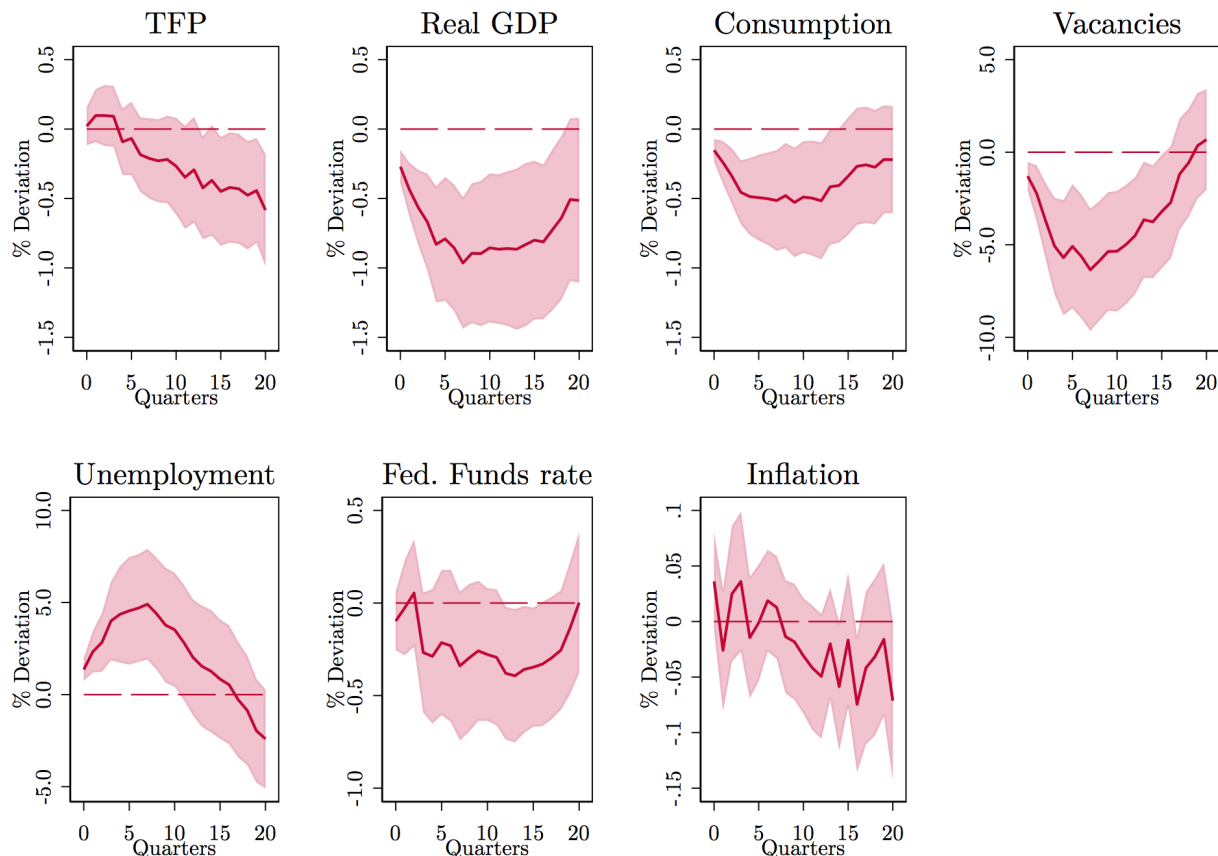 TFP
Real GDP
Consumption
Vacancies
% Deviation
0.5
0.0
-0.5
-1.0
-1.5
0 5 10 15 20
Quarters
% Deviation
0.5
0.0
-0.5
-1.0
-1.5
0 5 10 15 20
Quarters
% Deviation
0.5
0.0
-0.5
-1.0
-1.5
0 5 10 15 20
Quarters
% Deviation
5.0
0.0
-5.0
-10.0
0 5 10 15 20
Quarters
Unemployment
Fed. Funds rate
Inflation
% Deviation
10.0
5.0
0.0
-5.0
0 5 10 15 20
Quarters
% Deviation
0.5
0.0
-0.5
-1.0
0 5 10 15 20
Quarters
% Deviation
.1
.05
0
-.05
-.1
-.15
0 5 10 15 20
Quarters